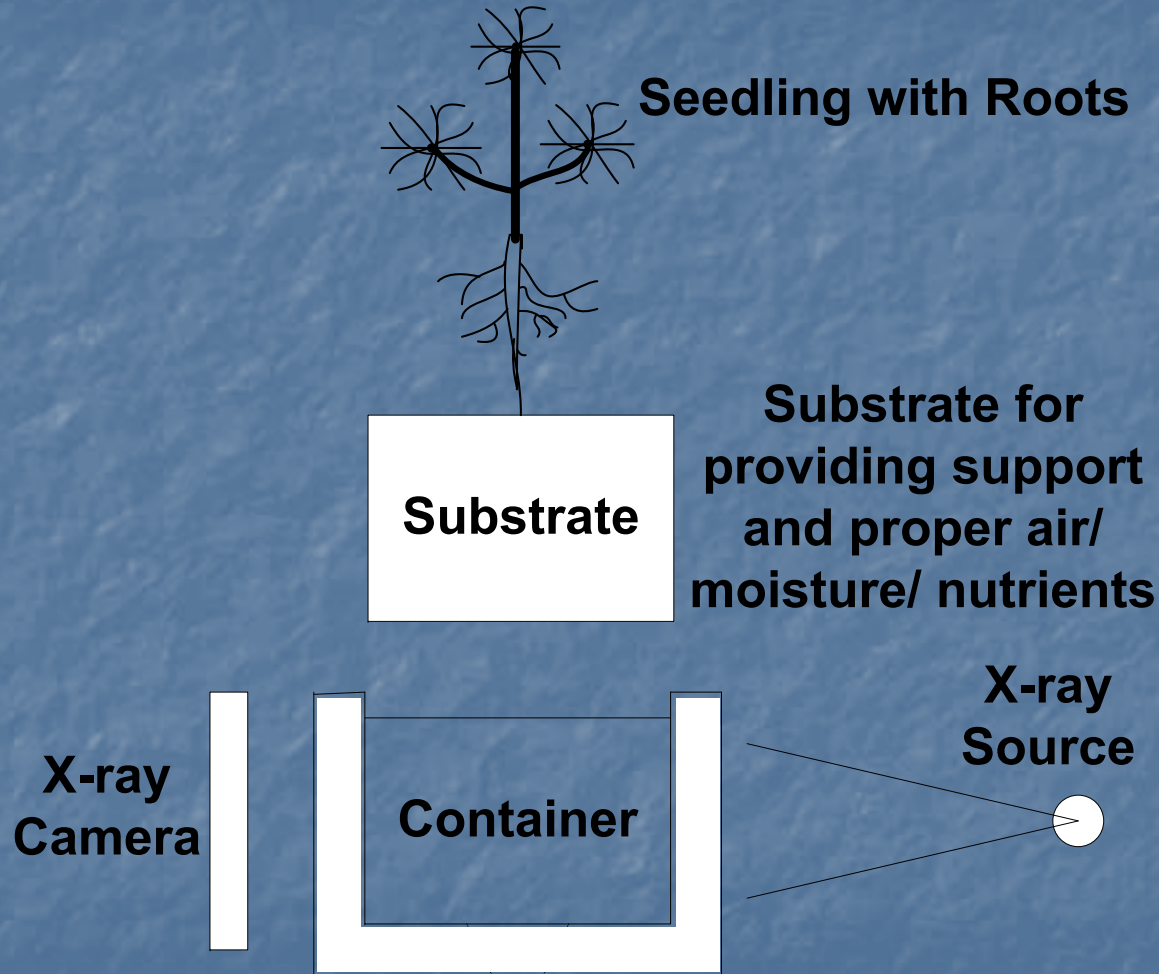 Seedling with Roots
Substrate for
providing support
and proper air/
moisture/ nutrients
Substrate
X-ray
Source
X-ray
Camera
Container